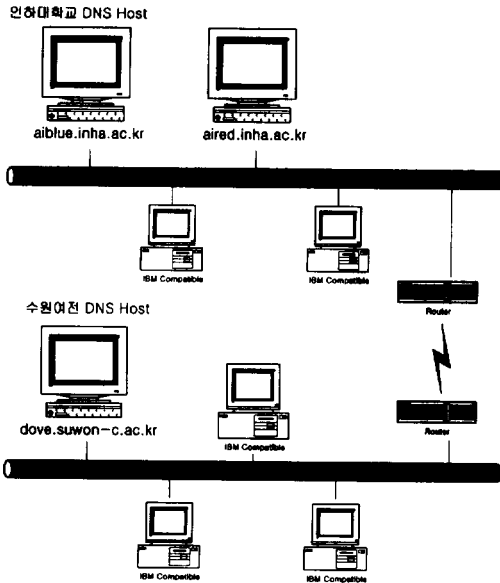 인하대학교 DNS Host
aiblue.inha.ac.kr
aired.inha.ac.kr
IBM Compatible
IBM Compatible
Router
수원여전 DNS Host
dove.suwon-c.ac.kr
IBM Compatible
Router
IBM Compatible
IBM Compatible